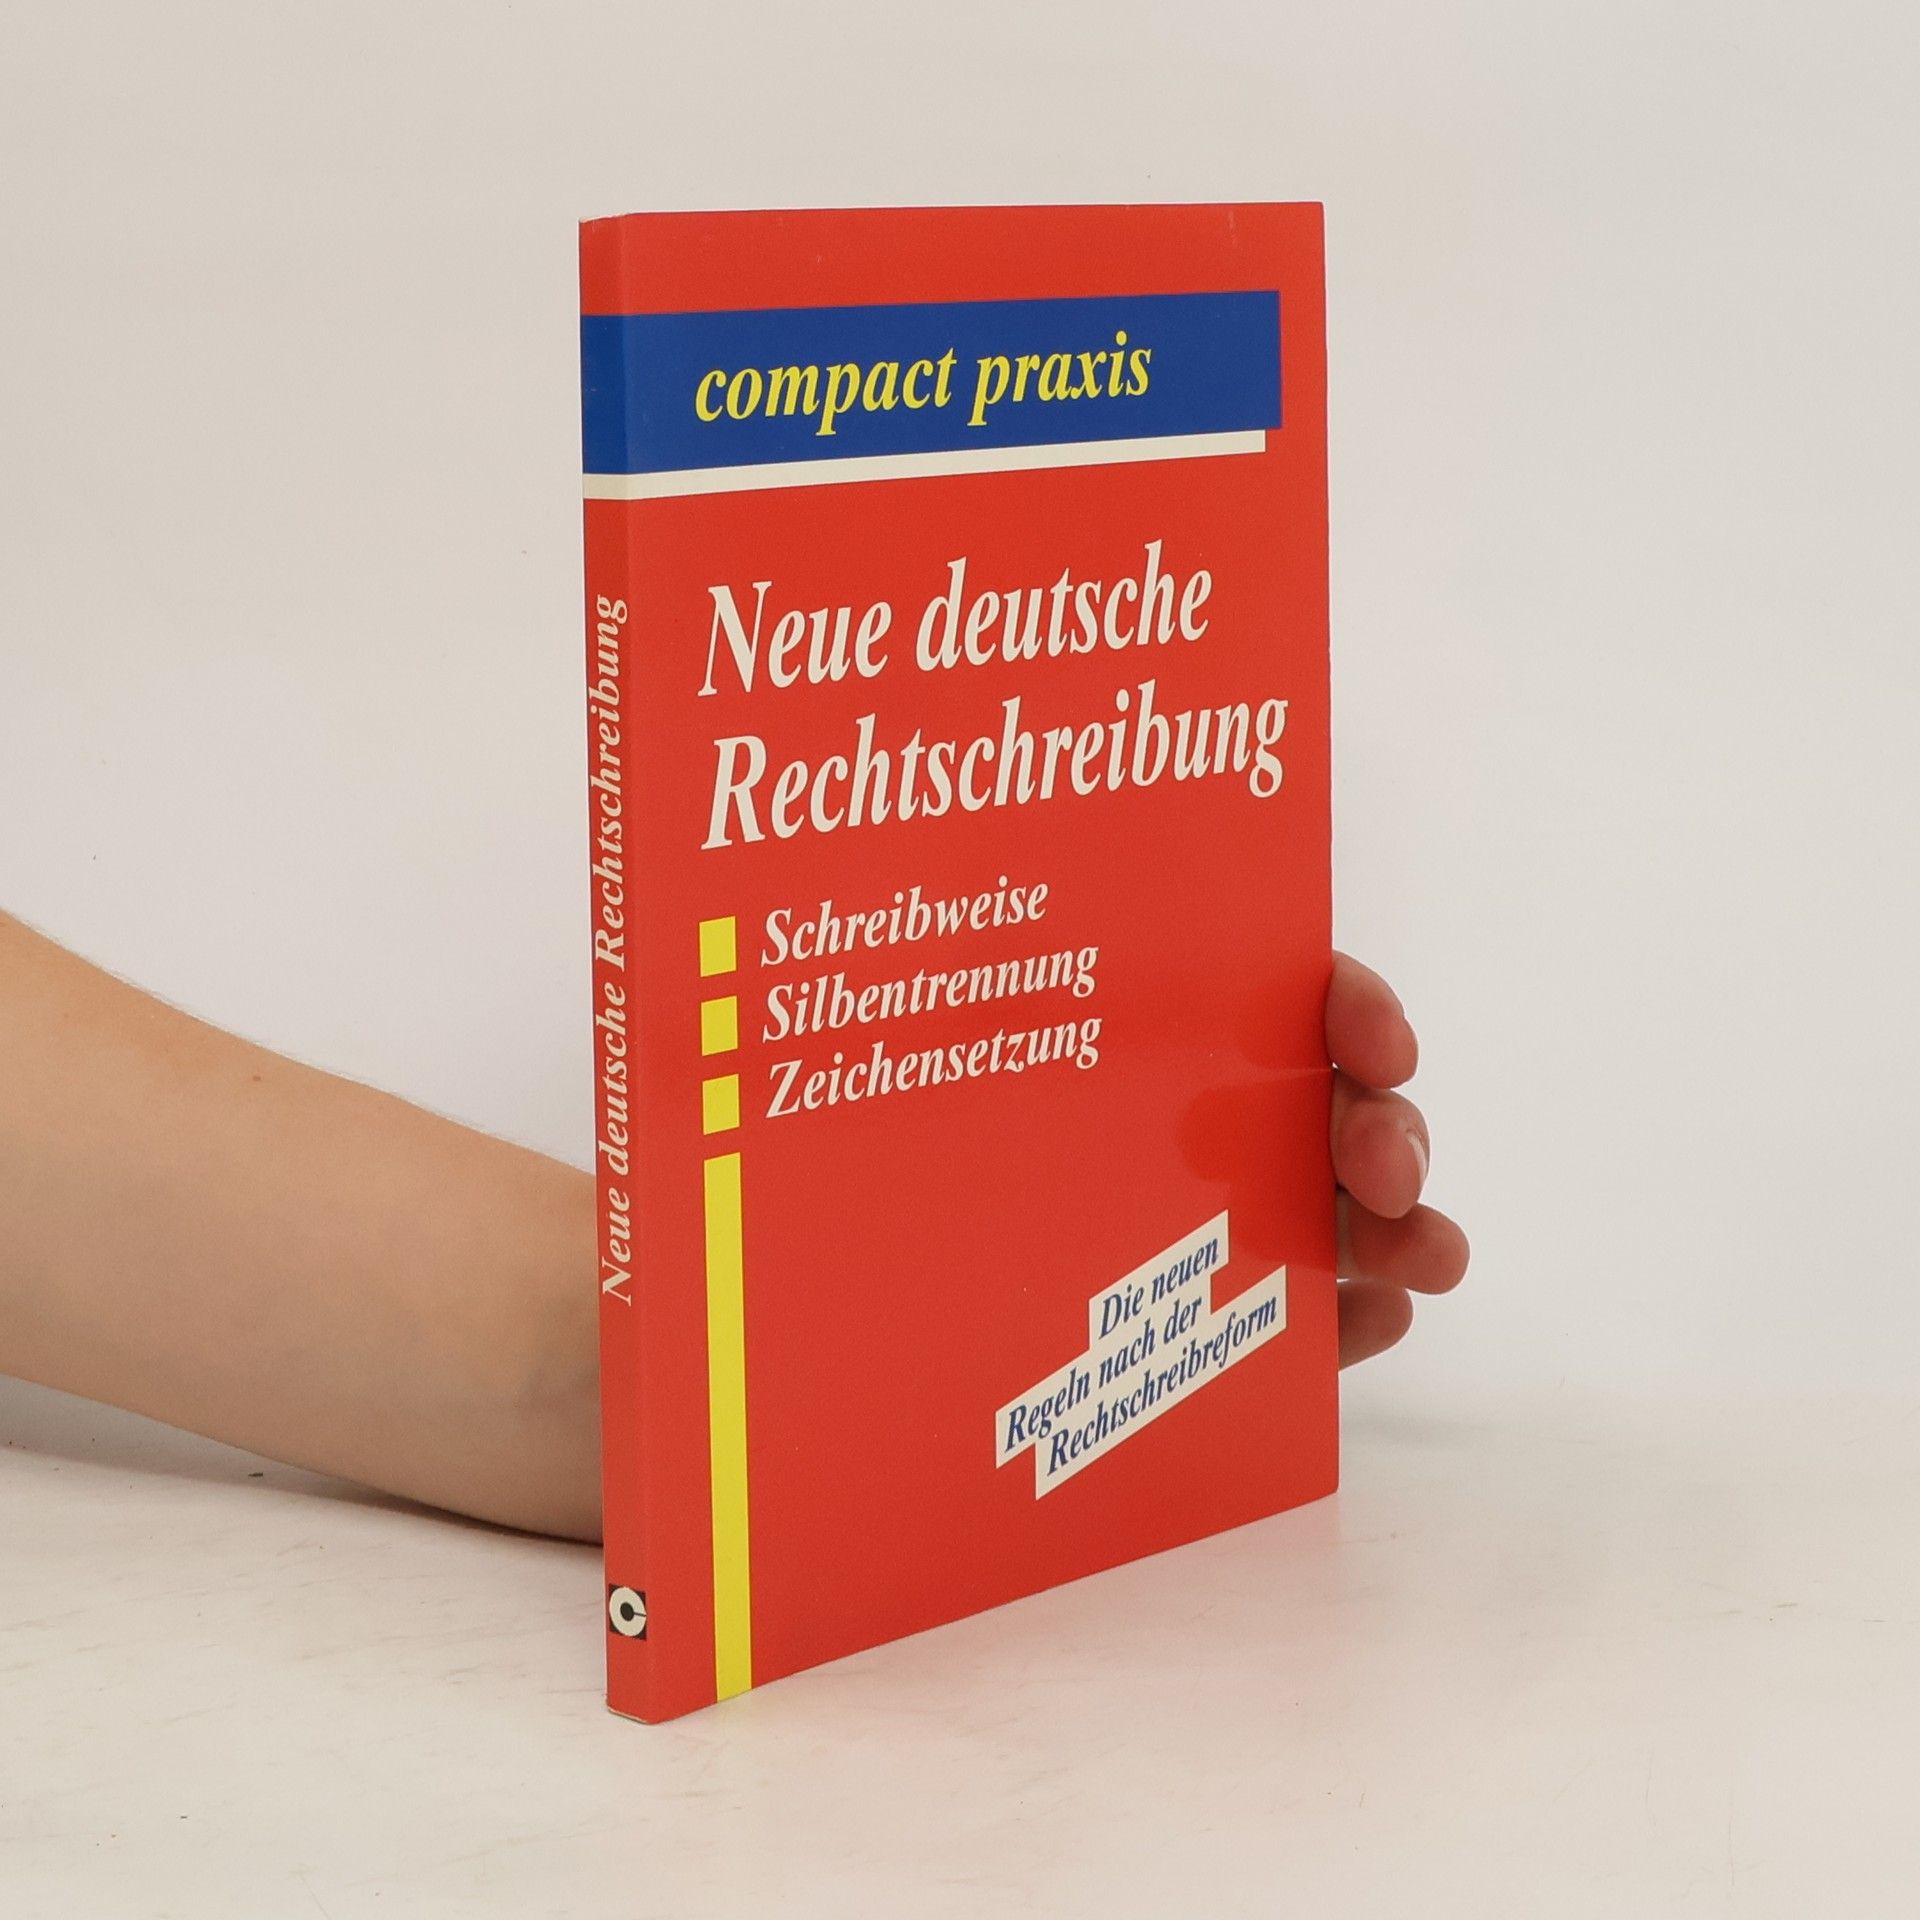 compact praxis
Neue deutsche
Rechtschreibung
Schreibweise
Silbentrennung
Zeichensetzung
Die neuen
Regeln nach der
Rechtschreibreform
Neue deutsche Rechtschreibung